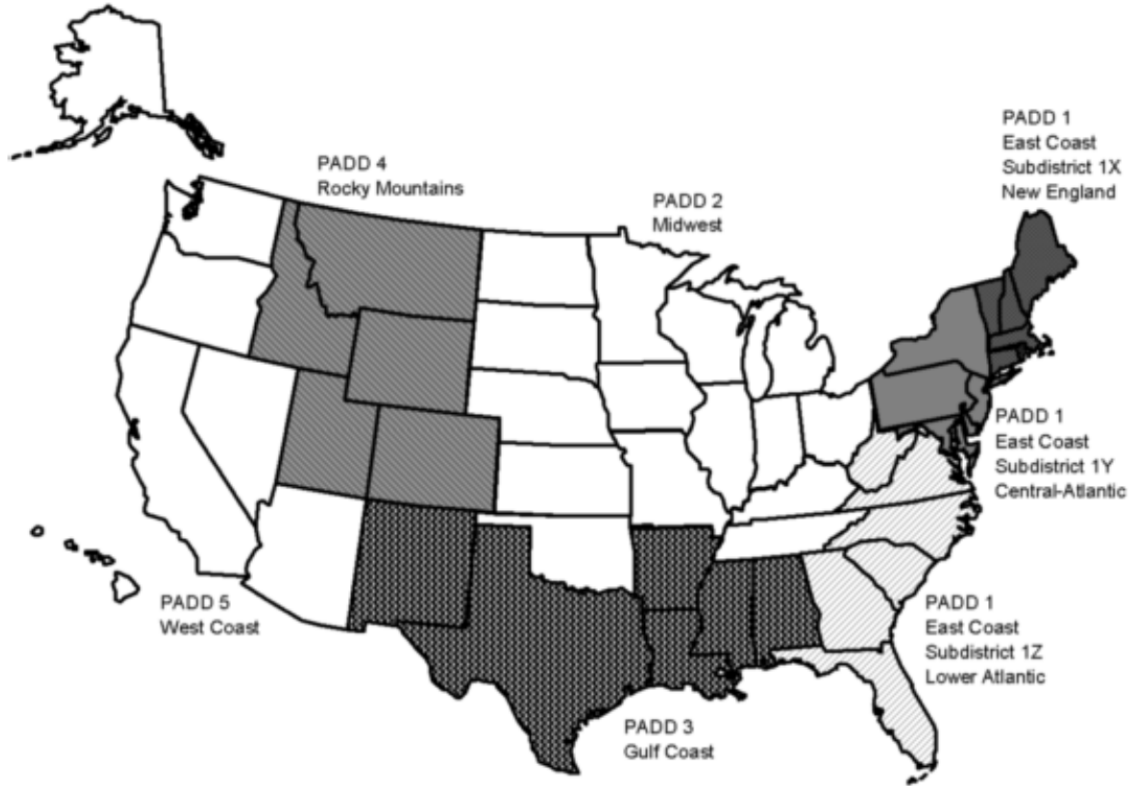 PADD 1
East Coast
Subdistrict 1X
New England
PADD 4
Rocky Mountains
PADD 2
Midwest
PADD 1
East Coast
Subdistrict 1Y
Central-Atlantic
PADD 5
West Coast
PADD 1
East Coast
Subdistrict 1Z
Lower Atlantic
PADD 3
Gulf Coast